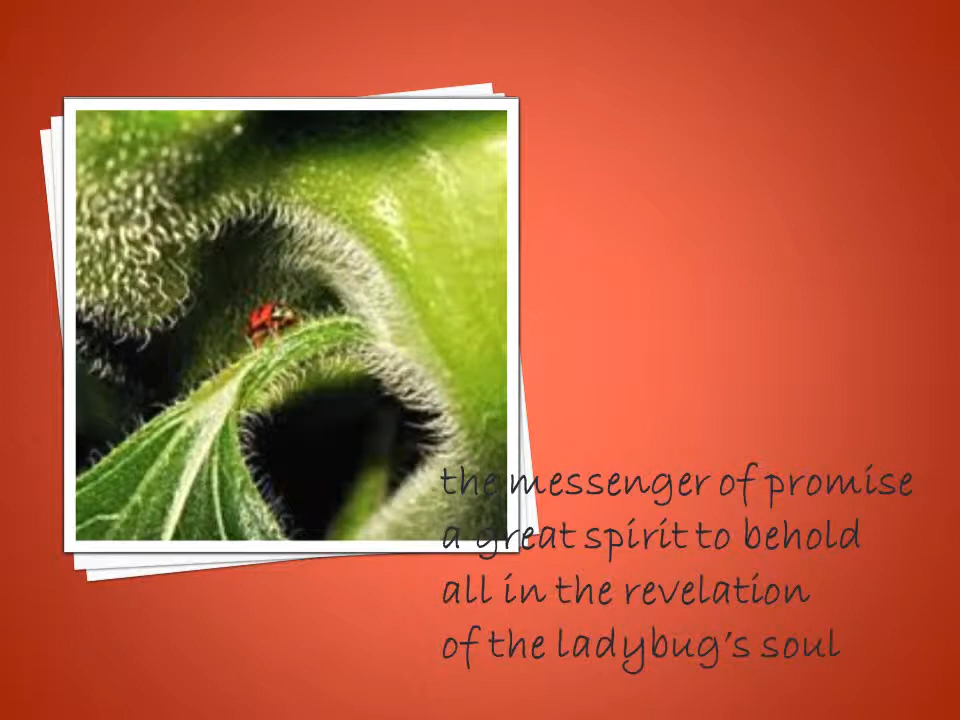 the messenger of promise
a great spirit to behold
all in the revelation
of the ladybug's soul